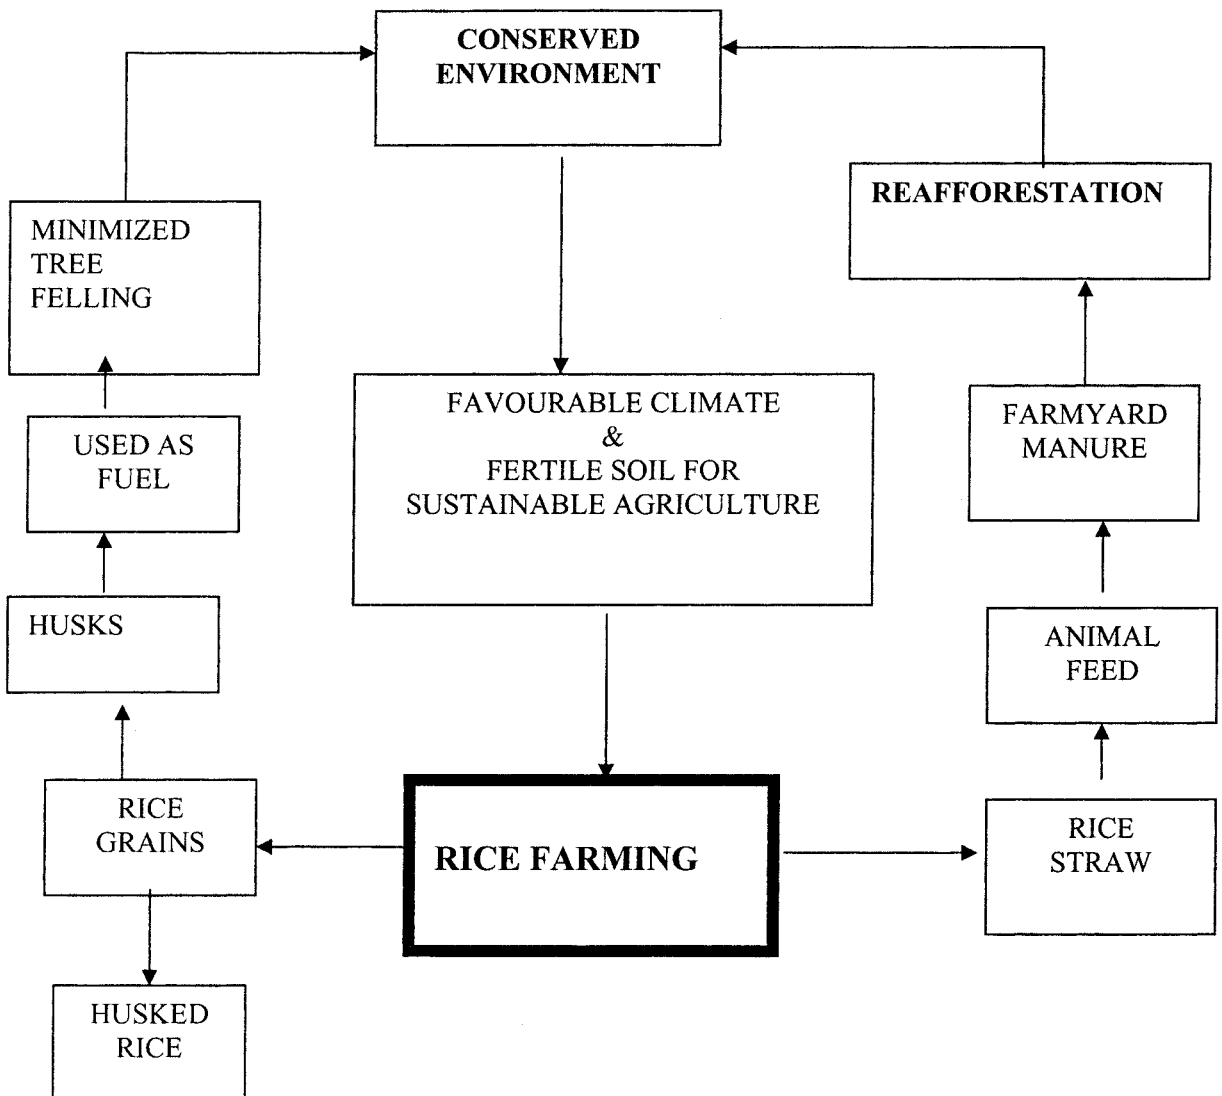 CONSERVED
ENVIRONMENT
REAFFORESTATION
MINIMIZED
TREE
FELLING
FAVOURABLE CLIMATE
&
FERTILE SOIL FOR
SUSTAINABLE AGRICULTURE
FARMYARD
MANURE
USED AS
FUEL
HUSKS
ANIMAL
FEED
RICE
GRAINS
RICE FARMING
RICE
STRAW
HUSKED
RICE